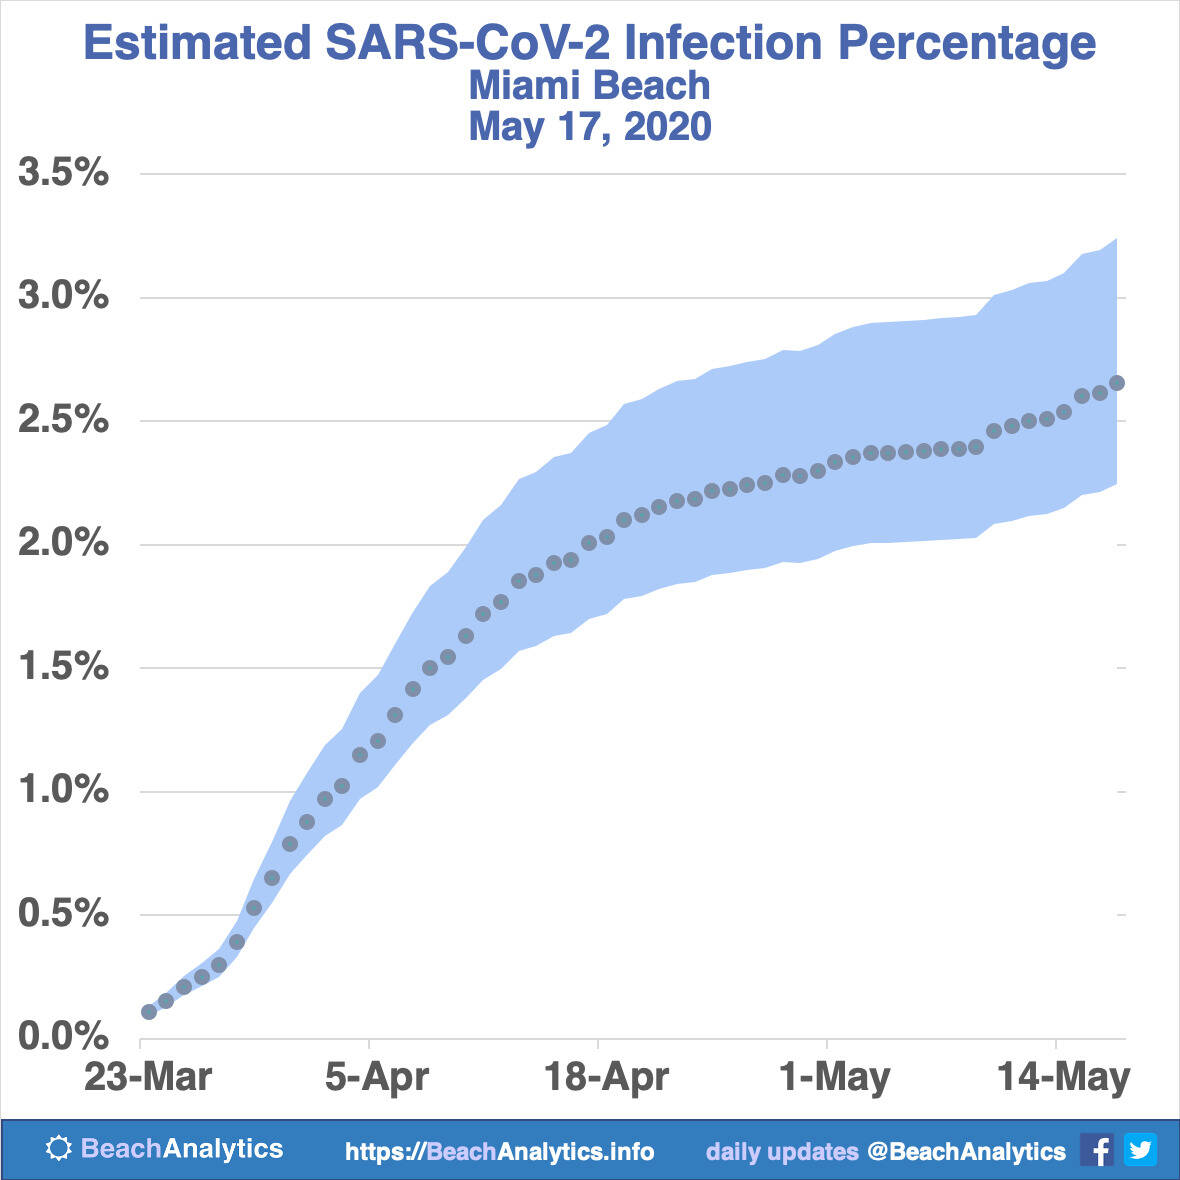 Estimated SARS-CoV-2 Infection Percentage
Miami Beach
May 17, 2020
3.5%
3.0%
2.5%
2.0%
1.5%
1.0%
0.5%
0.0%
23-Mar 5-Apr 18-Apr 1-May 14-May
BeachAnalytics https://BeachAnalytics.info daily updates @BeachAnalytics